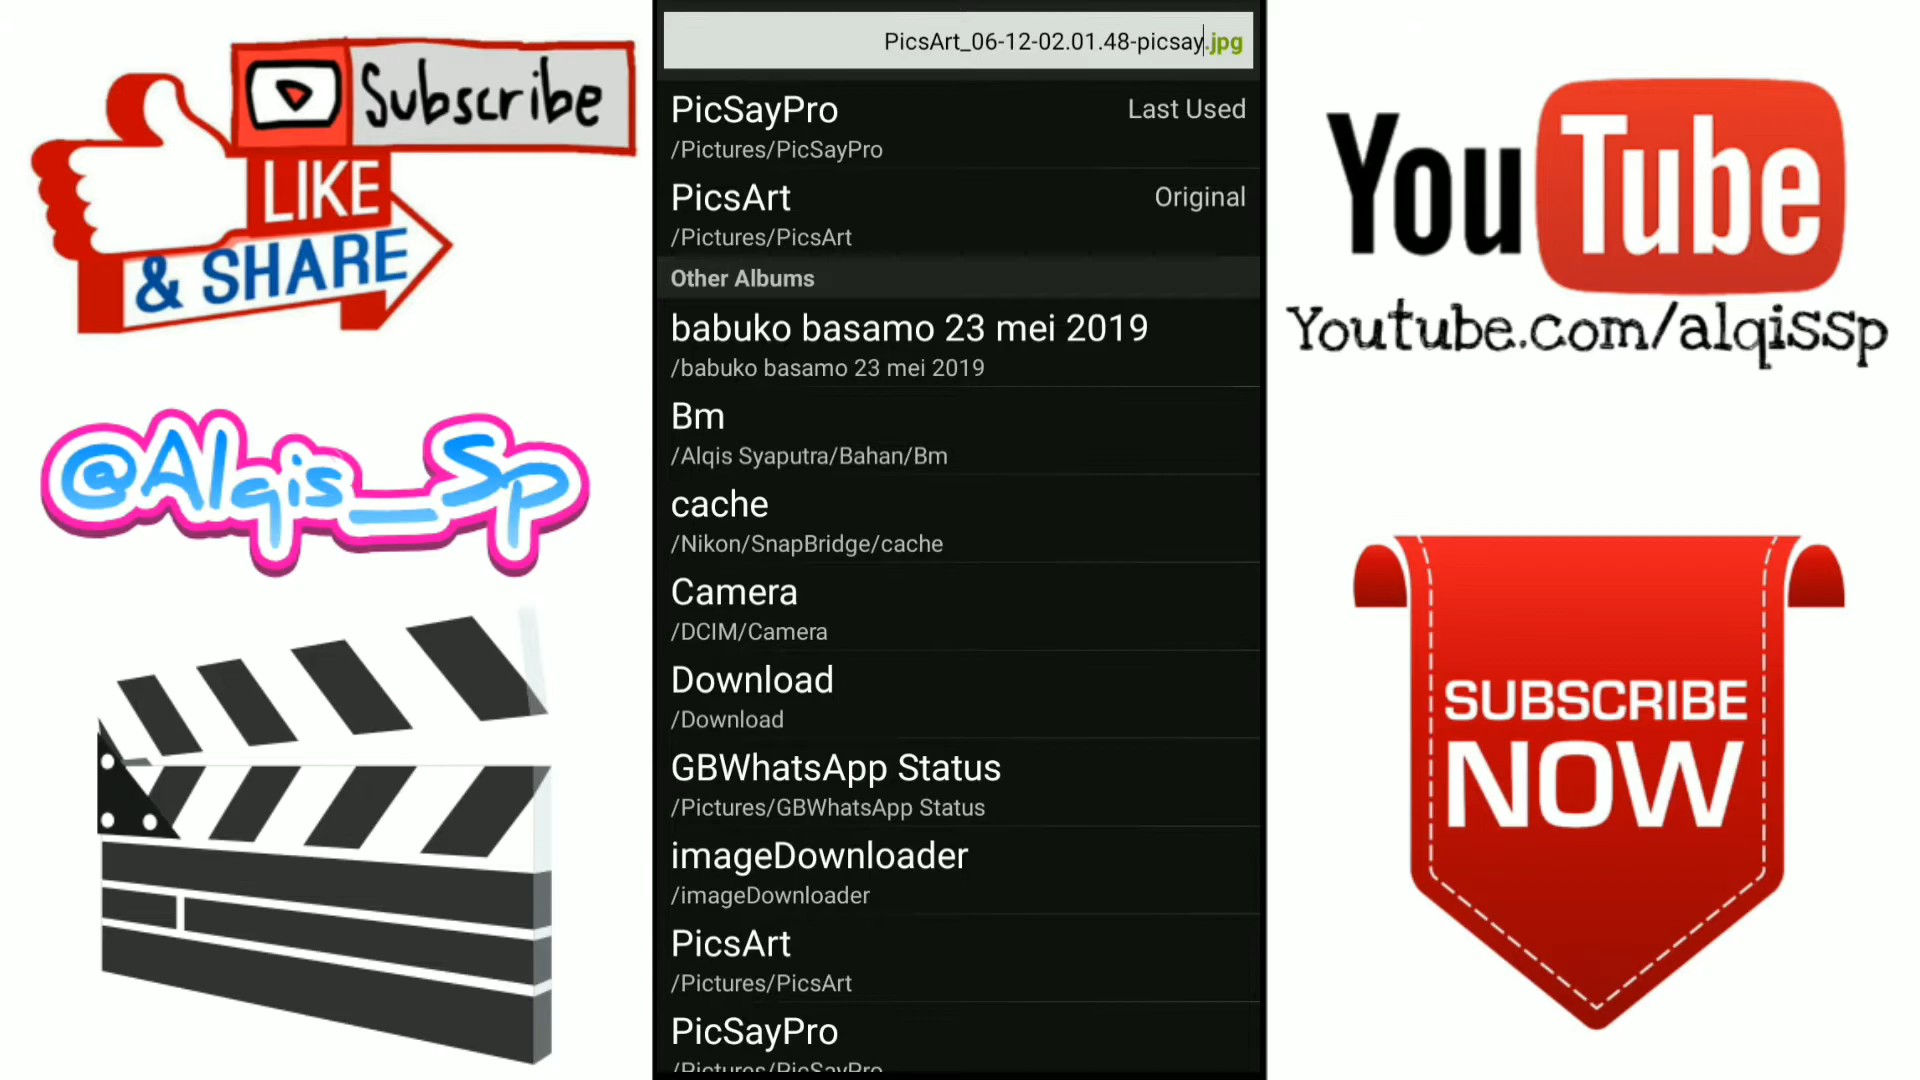 Subscribe
LIKE
& SHARE
@Alqis_Sp
PicsArt_06-12-02.01.48-picsay.jpg
PicSayPro
Last Used
/Pictures/PicSayPro
PicsArt
Original
/Pictures/PicsArt
Other Albums
babuko basamo 23 mei 2019
/babuko basamo 23 mei 2019
Bm
/Alqis Syaputra/Bahan/Bm
cache
/Nikon/SnapBridge/cache
Camera
/DCIM/Camera
Download
/Download
GBWhatsApp Status
/Pictures/GBWhatsApp Status
imageDownloader
/imageDownloader
PicsArt
/Pictures/PicsArt
PicSayPro
/Pictures/PicSayPro
YouTube
Youtube.com/alqissp
SUBSCRIBE
NOW